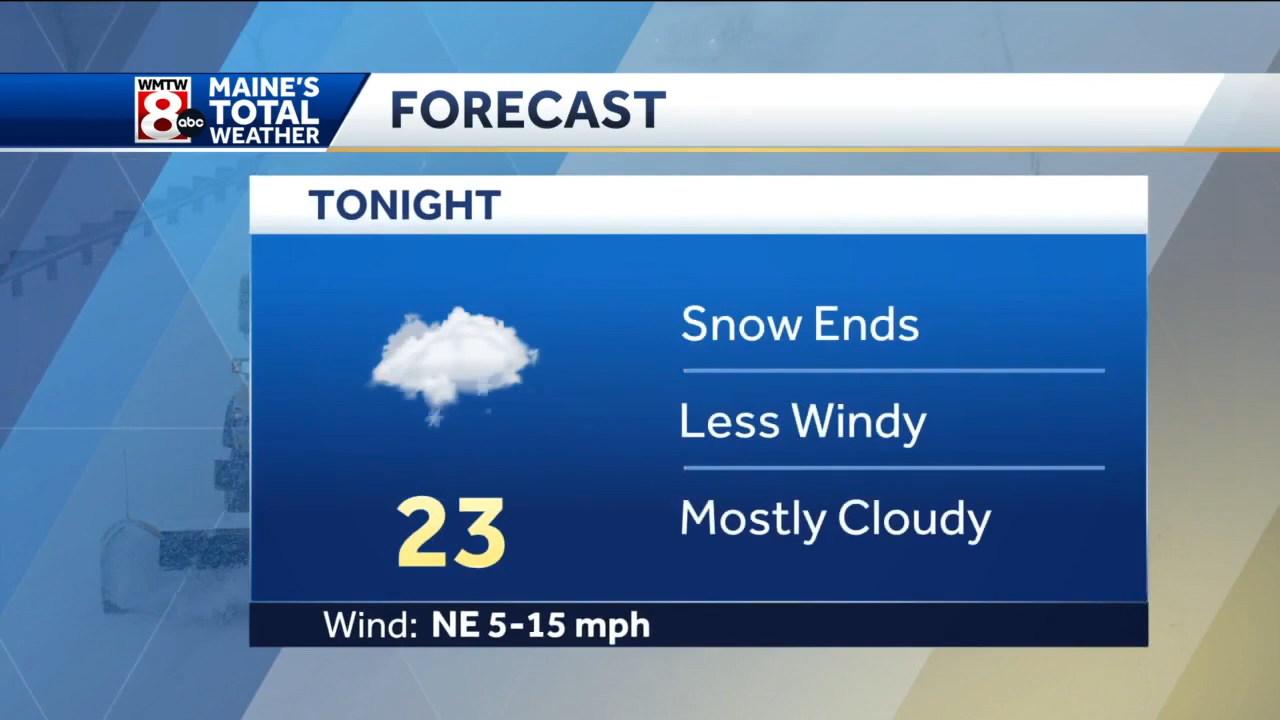 WMTW
8
abc
MAINE'S
TOTAL
WEATHER
FORECAST
TONIGHT
Snow Ends
Less Windy
Mostly Cloudy
23
Wind: NE 5-15 mph